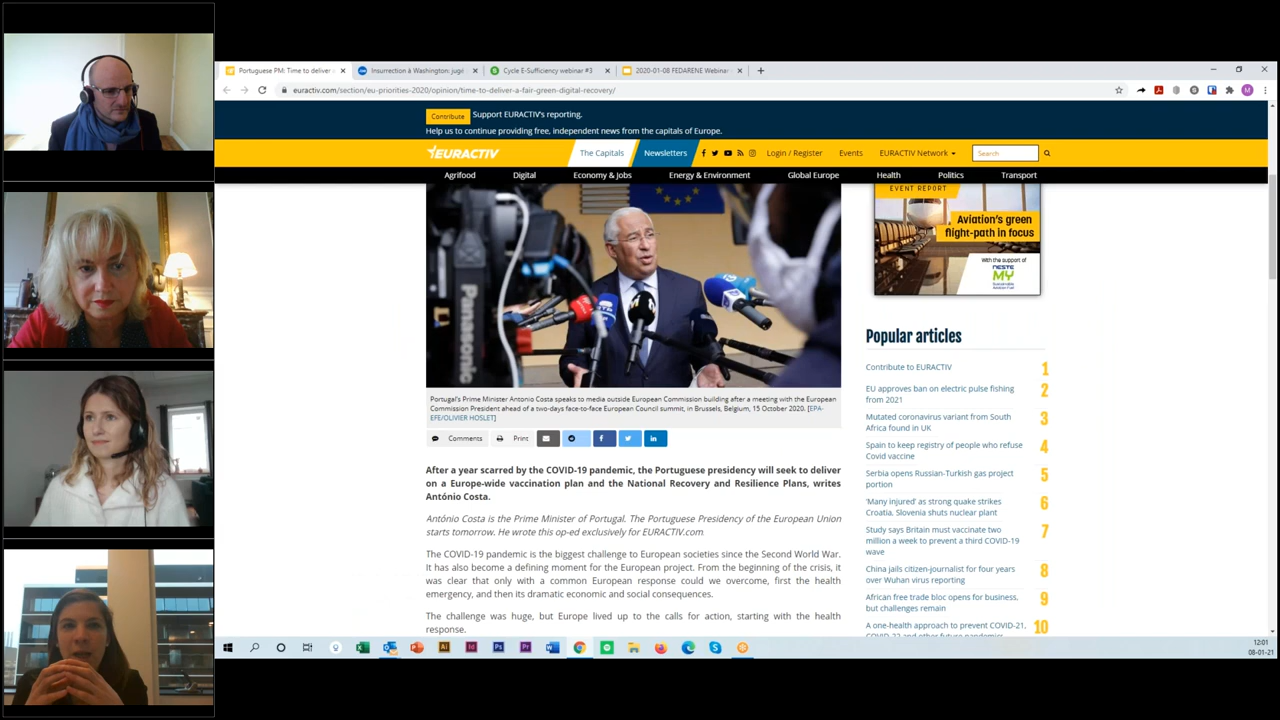 Portuguese PM: Time to deliver
Insurrection à Washington: jugé
Cycle E-Sufficiency webinar #3
2020-01-08 FEDARENE Webinar
euractiv.com/section/eu-priorities-2020/opinion/time-to-deliver-a-fair-green-digital-recovery/
Contribute Support EURACTIV's reporting.
Help us to continue providing free, independent news from the capitals of Europe.
EURACTIV The Capitals Newsletters Login / Register Events EURACTIV Network Search
Agrifood Digital Economy & Jobs Energy & Environment Global Europe Health Politics Transport
Panasonic
EVENT REPORT
Aviation's green
flight-path in focus
With the support of
NESTE
MY
Portugal's Prime Minister Antonio Costa speaks to media outside European Commission building after a meeting with the European
Commission President ahead of a two-days face-to-face European Council summit, in Brussels, Belgium, 15 October 2020. [EPA-
EFE/OLIVIER HOSLET]
Comments Print
After a year scarred by the COVID-19 pandemic, the Portuguese presidency will seek to deliver
on a Europe-wide vaccination plan and the National Recovery and Resilience Plans, writes
António Costa.
António Costa is the Prime Minister of Portugal. The Portuguese Presidency of the European Union
starts tomorrow. He wrote this op-ed exclusively for EURACTIV.com
The COVID-19 pandemic is the biggest challenge to European societies since the Second World War.
It has also become a defining moment for the European project. From the beginning of the crisis, it
was clear that only with a common European response could we overcome, first the health
emergency, and then its dramatic economic and social consequences.
The challenge was huge, but Europe lived up to the calls for action, starting with the health
response.
Popular articles
Contribute to EURACTIV 1
EU approves ban on electric pulse fishing 2
from 2021
Mutated coronavirus variant from South 3
Africa found in UK
Spain to keep registry of people who refuse 4
Covid vaccine
Serbia opens Russian-Turkish gas project 5
portion
'Many injured' as strong quake strikes 6
Croatia, Slovenia shuts nuclear plant
Study says Britain must vaccinate two 7
million a week to prevent a third COVID-19
wave
China jails citizen-journalist for four years 8
over Wuhan virus reporting
African free trade bloc opens for business, 9
but challenges remain
A one-health approach to prevent COVID-21, 10
COVID-22 and other future pandemics
12:01
08-01-21